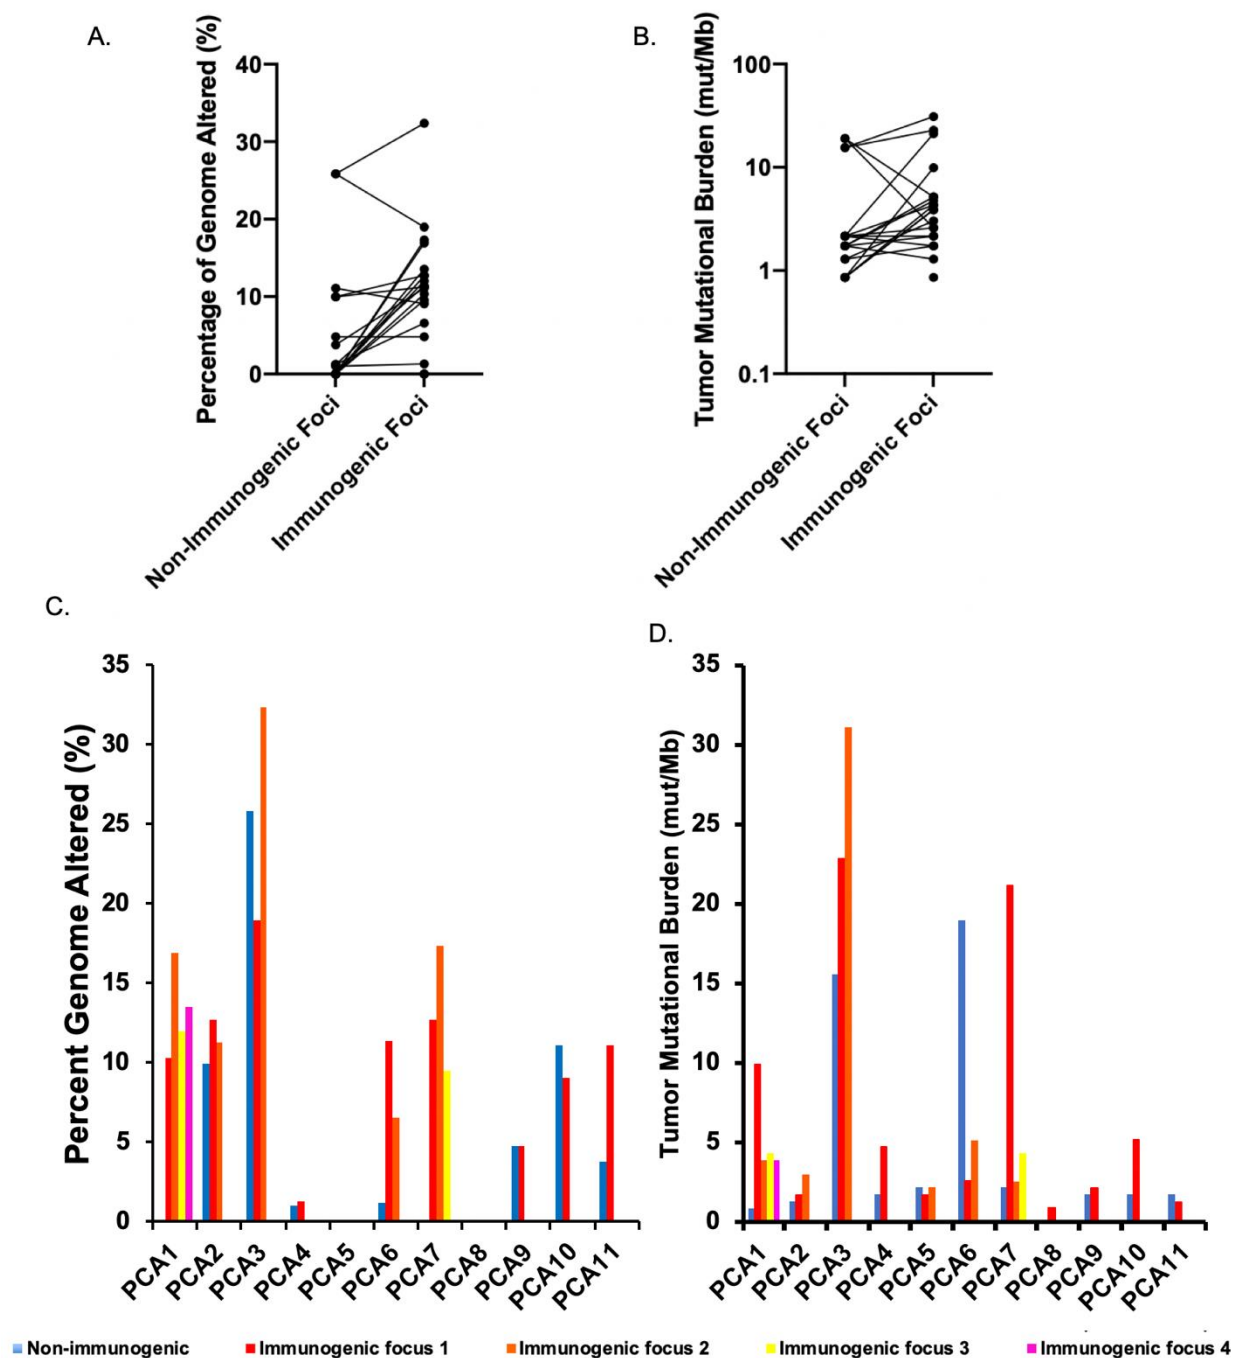 A.
Percentage of Genome Altered (%)
40
30
20
10
0
Non-Immunogenic Foci
Immunogenic Foci
B.
Tumor Mutational Burden (mut/Mb)
100
10
1
0.1
Non-Immunogenic Foci
Immunogenic Foci
C.
Percent Genome Altered (%)
35
30
25
20
15
10
5
0
PCA1
PCA2
PCA3
PCA4
PCA5
PCA6
PCA7
PCA8
PCA9
PCA10
PCA11
D.
Tumor Mutational Burden (mut/Mb)
35
30
25
20
15
10
5
0
PCA1
PCA2
PCA3
PCA4
PCA5
PCA6
PCA7
PCA8
PCA9
PCA10
PCA11
Non-immunogenic
Immunogenic focus 1
Immunogenic focus 2
Immunogenic focus 3
Immunogenic focus 4